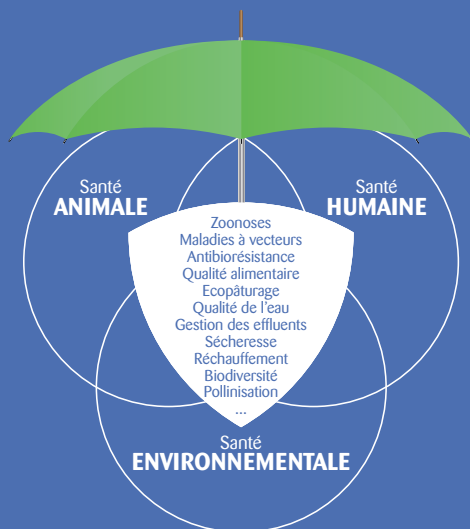 Santé
ANIMALE
Santé
HUMAINE
Zoonoses
Maladies à vecteurs
Antibiorésistance
Qualité alimentaire
Ecopâturage
Qualité de l'eau
Gestion des effluents
Sécheresse
Réchauffement
Biodiversité
Pollinisation
...
Santé
ENVIRONNEMENTALE